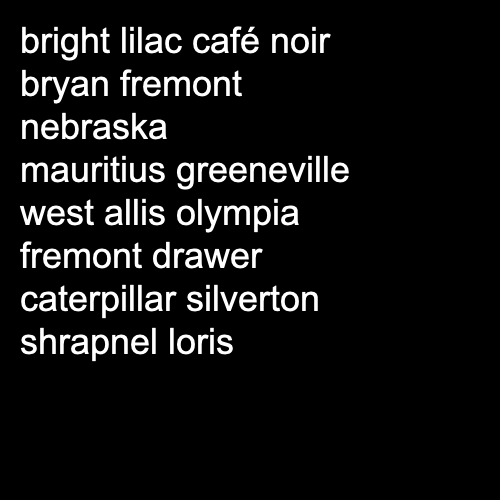 bright lilac café noir
bryan fremont
nebraska
mauritius greeneville
west allis olympia
fremont drawer
caterpillar silverton
shrapnel loris